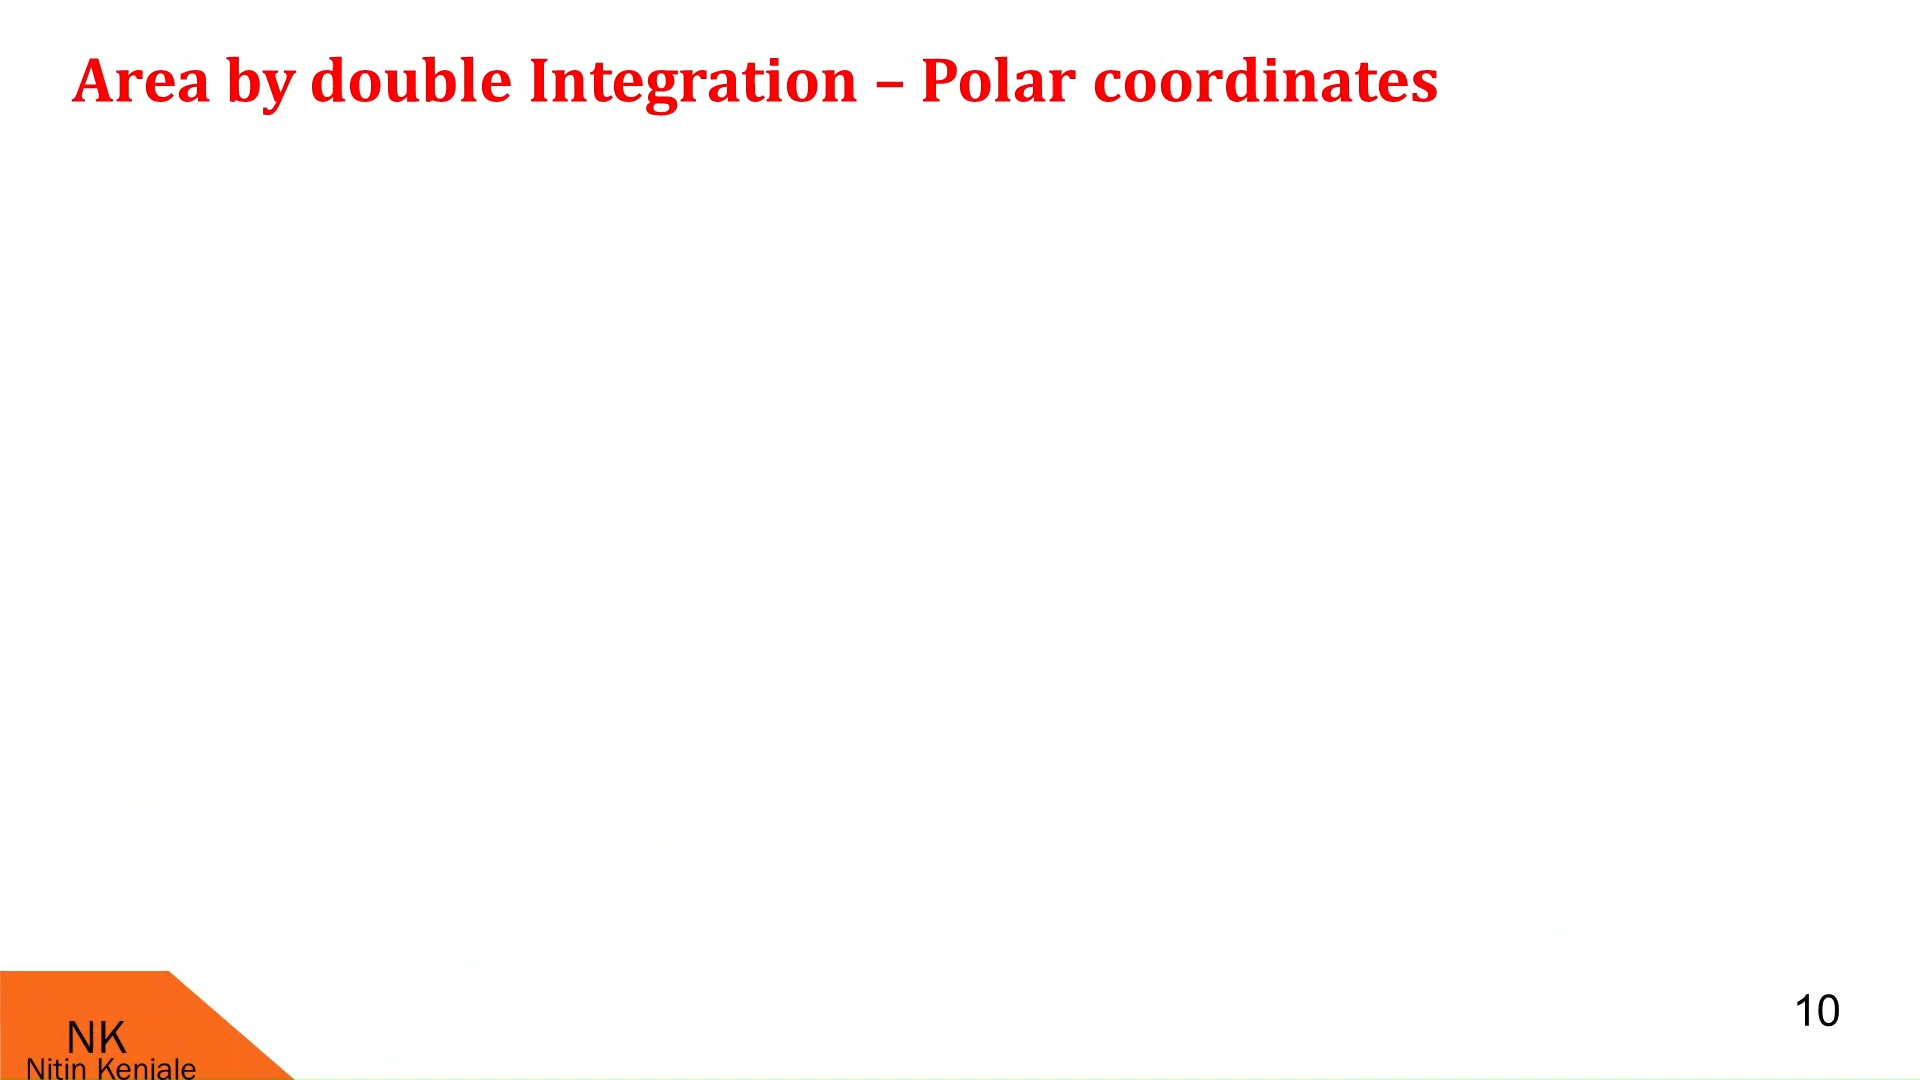 Area by double Integration – Polar coordinates
10
NK
Nitin Keniale